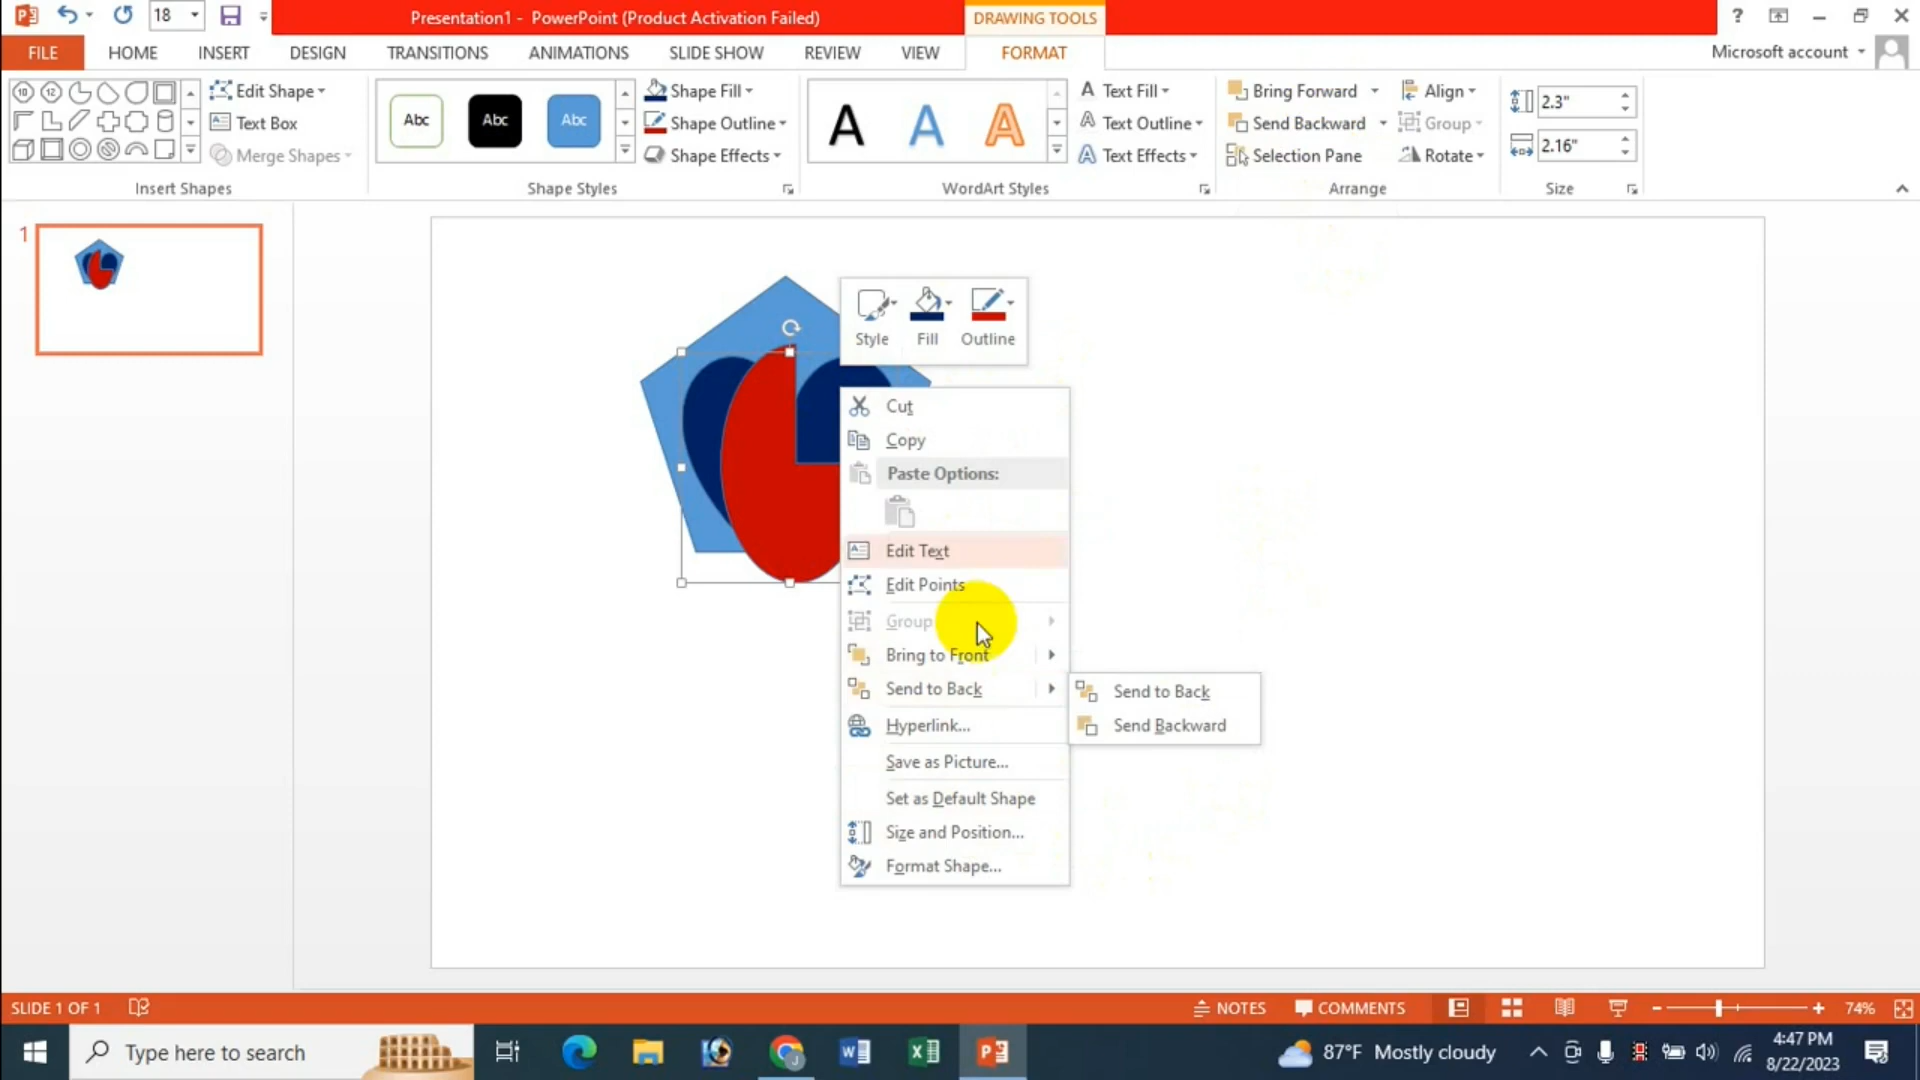 18
Presentation1 - PowerPoint (Product Activation Failed)
DRAWING TOOLS
?
FILE
HOME
INSERT
DESIGN
TRANSITIONS
ANIMATIONS
SLIDE SHOW
REVIEW
VIEW
FORMAT
Microsoft account
10
12
Edit Shape
Text Box
Merge Shapes
Insert Shapes
Abc
Abc
Abc
Shape Fill
Shape Outline
Shape Effects
Shape Styles
A
A
A
Text Fill
Text Outline
Text Effects
WordArt Styles
Bring Forward
Send Backward
Selection Pane
Align
Group
Rotate
Arrange
2.3"
2.16"
Size
1
Style
Fill
Outline
Cut
Copy
Paste Options:
Edit Text
Edit Points
Group
Bring to Front
Send to Back
Hyperlink...
Save as Picture...
Set as Default Shape
Size and Position...
Format Shape...
Send to Back
Send Backward
SLIDE 1 OF 1
NOTES
COMMENTS
74%
Type here to search
87°F Mostly cloudy
4:47 PM
8/22/2023